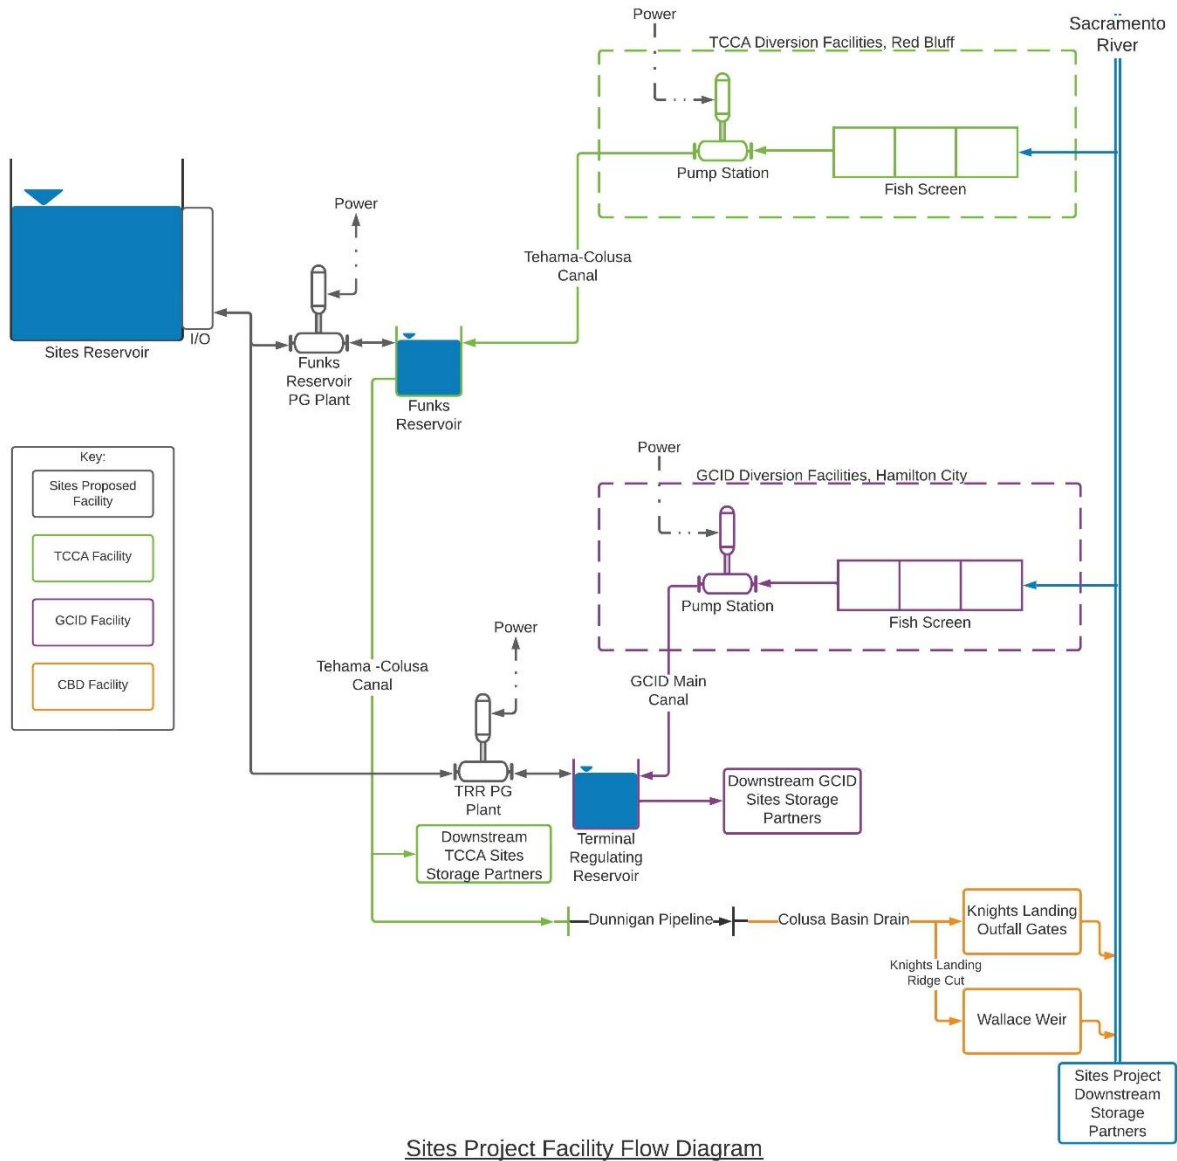 Sacramento
River
Power
TCCA Diversion Facilities, Red Bluff
Pump Station
Fish Screen
Tehama-Colusa
Canal
Power
Sites Reservoir
I/O
Funks
Reservoir
PG Plant
Funks
Reservoir
Key:
Sites Proposed
Facility
TCCA Facility
GCID Facility
CBD Facility
Power
GCID Diversion Facilities, Hamilton City
Pump Station
Fish Screen
GCID Main
Canal
Tehama -Colusa
Canal
Power
TRR PG
Plant
Terminal
Regulating
Reservoir
Downstream GCID
Sites Storage
Partners
Downstream
TCCA Sites
Storage Partners
Dunnigan Pipeline
Colusa Basin Drain
Knights Landing
Outfall Gates
Knights Landing
Ridge Cut
Wallace Weir
Sites Project
Downstream
Storage
Partners
Sites Project Facility Flow Diagram